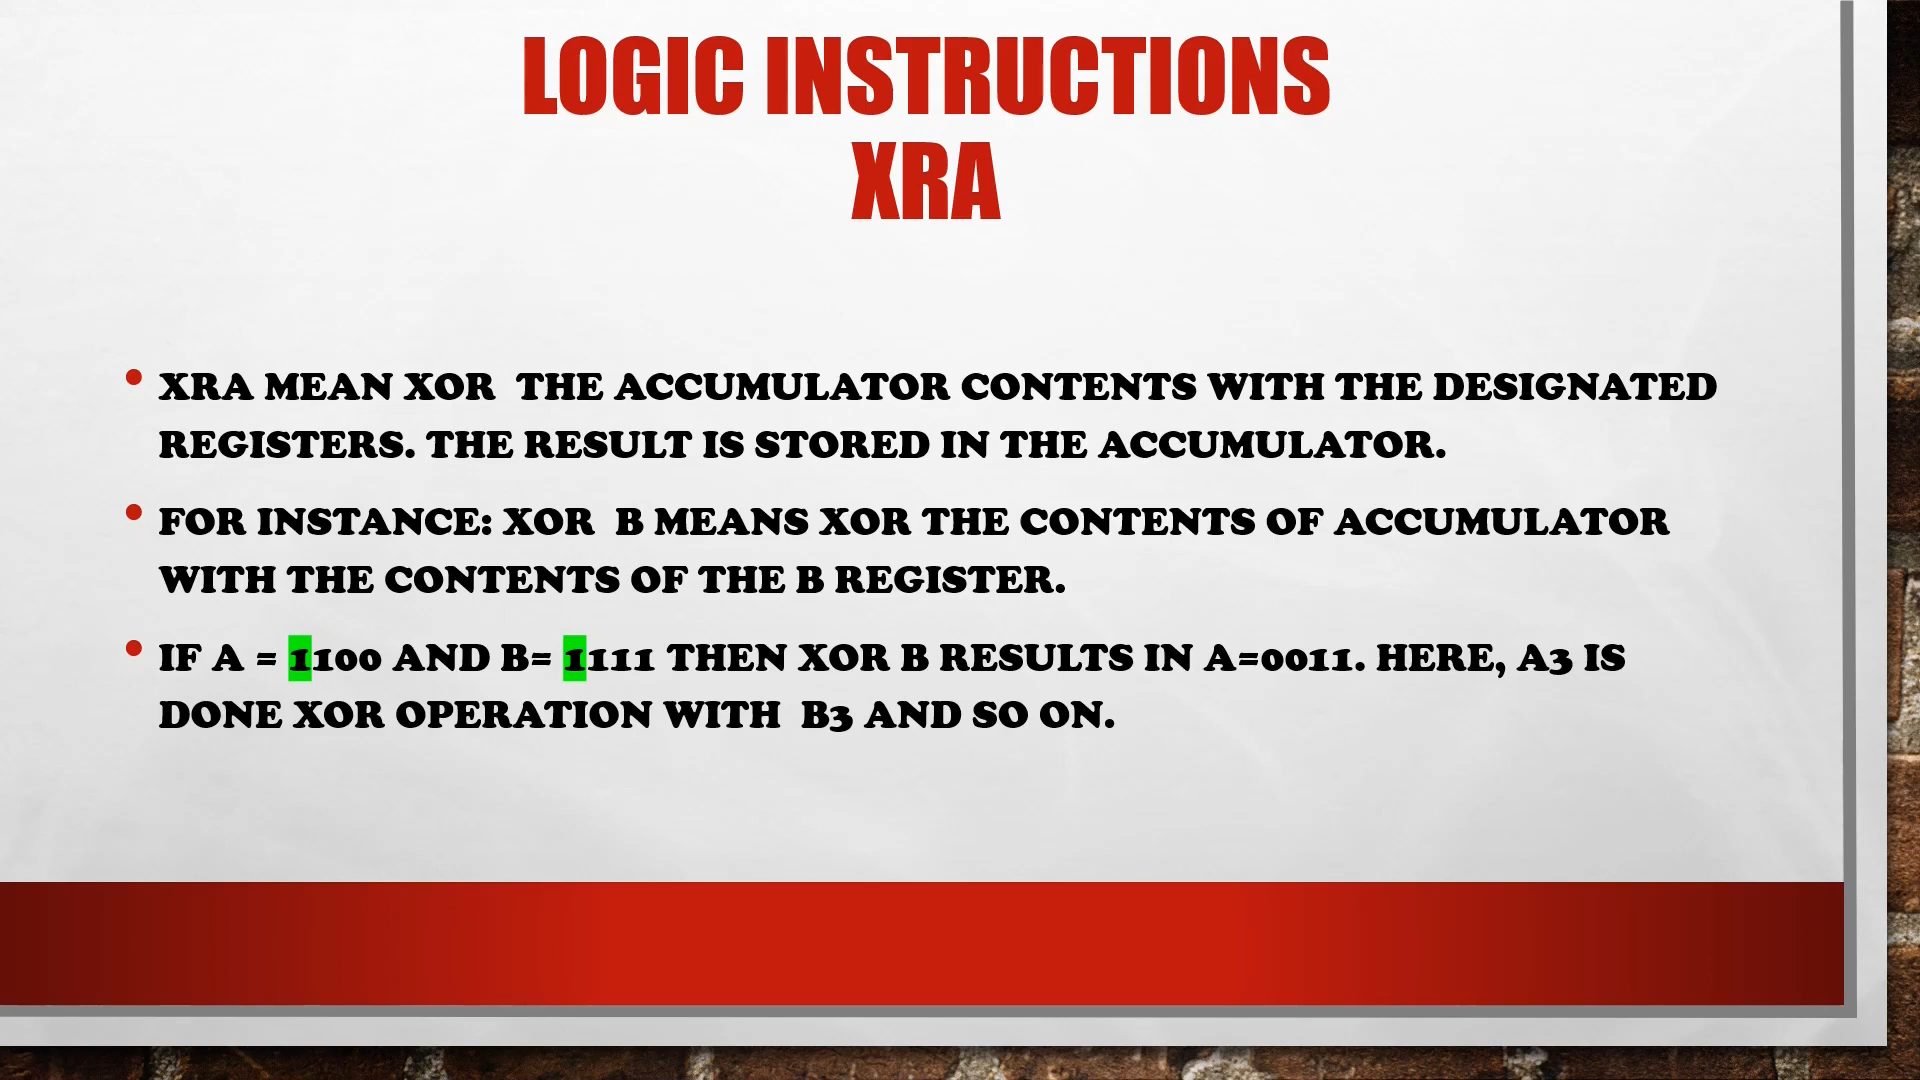 LOGIC INSTRUCTIONS
XRA
• XRA MEAN XOR THE ACCUMULATOR CONTENTS WITH THE DESIGNATED
REGISTERS. THE RESULT IS STORED IN THE ACCUMULATOR.
• FOR INSTANCE: XOR B MEANS XOR THE CONTENTS OF ACCUMULATOR
WITH THE CONTENTS OF THE B REGISTER.
• IF A = 1100 AND B= 1111 THEN XOR B RESULTS IN A=0011. HERE, A3 IS
DONE XOR OPERATION WITH B3 AND SO ON.